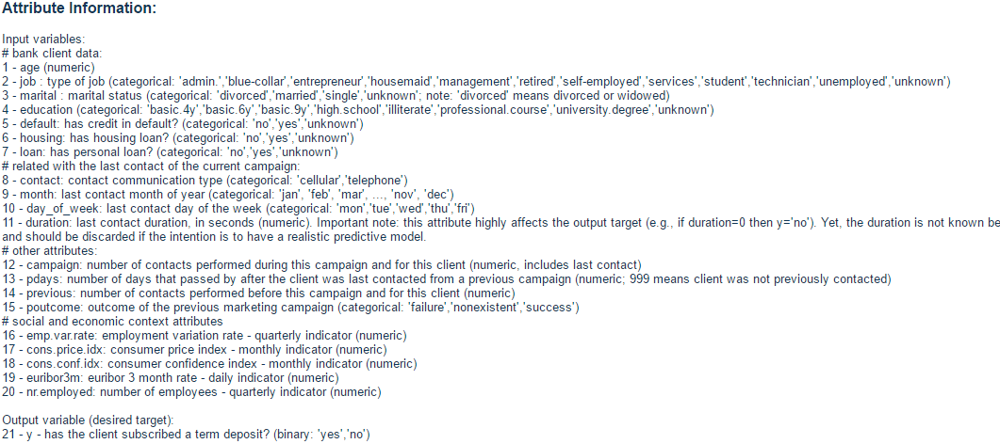 Attribute Information:
Input variables:
# bank client data:
1 - age (numeric)
2 - job : type of job (categorical: 'admin.','blue-collar','entrepreneur','housemaid','management','retired','self-employed','services','student','technician','unemployed','unknown')
3 - marital : marital status (categorical: 'divorced','married','single','unknown'; note: 'divorced' means divorced or widowed)
4 - education (categorical: 'basic.4y','basic.6y','basic.9y','high.school','illiterate','professional.course','university.degree','unknown')
5 - default: has credit in default? (categorical: 'no','yes','unknown')
6 - housing: has housing loan? (categorical: 'no','yes','unknown')
7 - loan: has personal loan? (categorical: 'no','yes','unknown')
# related with the last contact of the current campaign:
8 - contact: contact communication type (categorical: 'cellular','telephone')
9 - month: last contact month of year (categorical: 'jan', 'feb', 'mar', ..., 'nov', 'dec')
10 - day_of_week: last contact day of the week (categorical: 'mon','tue','wed','thu','fri')
11 - duration: last contact duration, in seconds (numeric). Important note: this attribute highly affects the output target (e.g., if duration=0 then y='no'). Yet, the duration is not known be
and should be discarded if the intention is to have a realistic predictive model.
# other attributes:
12 - campaign: number of contacts performed during this campaign and for this client (numeric, includes last contact)
13 - pdays: number of days that passed by after the client was last contacted from a previous campaign (numeric; 999 means client was not previously contacted)
14 - previous: number of contacts performed before this campaign and for this client (numeric)
15 - poutcome: outcome of the previous marketing campaign (categorical: 'failure','nonexistent','success')
# social and economic context attributes
16 - emp.var.rate: employment variation rate - quarterly indicator (numeric)
17 - cons.price.idx: consumer price index - monthly indicator (numeric)
18 - cons.conf.idx: consumer confidence index - monthly indicator (numeric)
19 - euribor3m: euribor 3 month rate - daily indicator (numeric)
20 - nr.employed: number of employees - quarterly indicator (numeric)
Output variable (desired target):
21 - y - has the client subscribed a term deposit? (binary: 'yes','no')